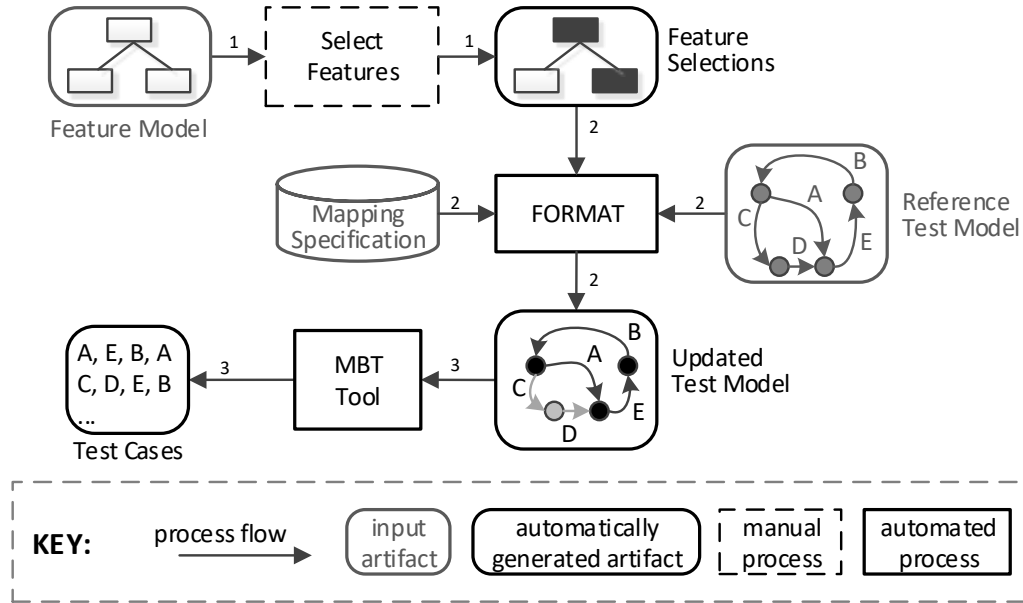 1
Select
Features
1
Feature
Selections
Feature Model
2
Mapping
Specification
2
FORMAT
2
B
A
C
D
E
Reference
Test Model
2
A, E, B, A
C, D, E, B
...
Test Cases
3
MBT
Tool
3
B
A
C
D
E
Updated
Test Model
KEY:
process flow
input
artifact
automatically
generated artifact
manual
process
automated
process